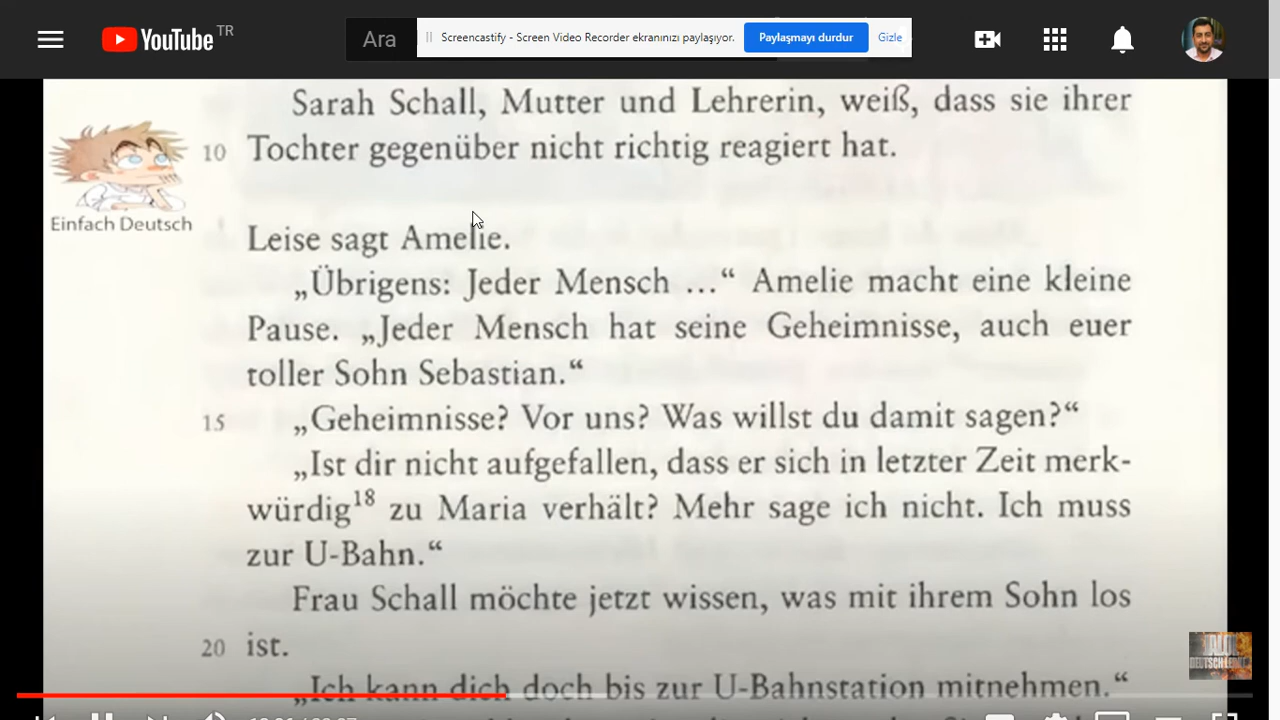 YouTube TR
Ara
Screencastify - Screen Video Recorder ekranınızı paylaşıyor.
Paylaşmayı durdur
Gizle
Sarah Schall, Mutter und Lehrerin, weiß, dass sie ihrer
10 Tochter gegenüber nicht richtig reagiert hat.
Einfach Deutsch
Leise sagt Amelie.
„Übrigens: Jeder Mensch …“ Amelie macht eine kleine
Pause. „Jeder Mensch hat seine Geheimnisse, auch euer
toller Sohn Sebastian.“
15 „Geheimnisse? Vor uns? Was willst du damit sagen?“
„Ist dir nicht aufgefallen, dass er sich in letzter Zeit merk-
würdig18 zu Maria verhält? Mehr sage ich nicht. Ich muss
zur U-Bahn.“
Frau Schall möchte jetzt wissen, was mit ihrem Sohn los
20 ist.
„Ich kann dich doch bis zur U-Bahnstation mitnehmen.“